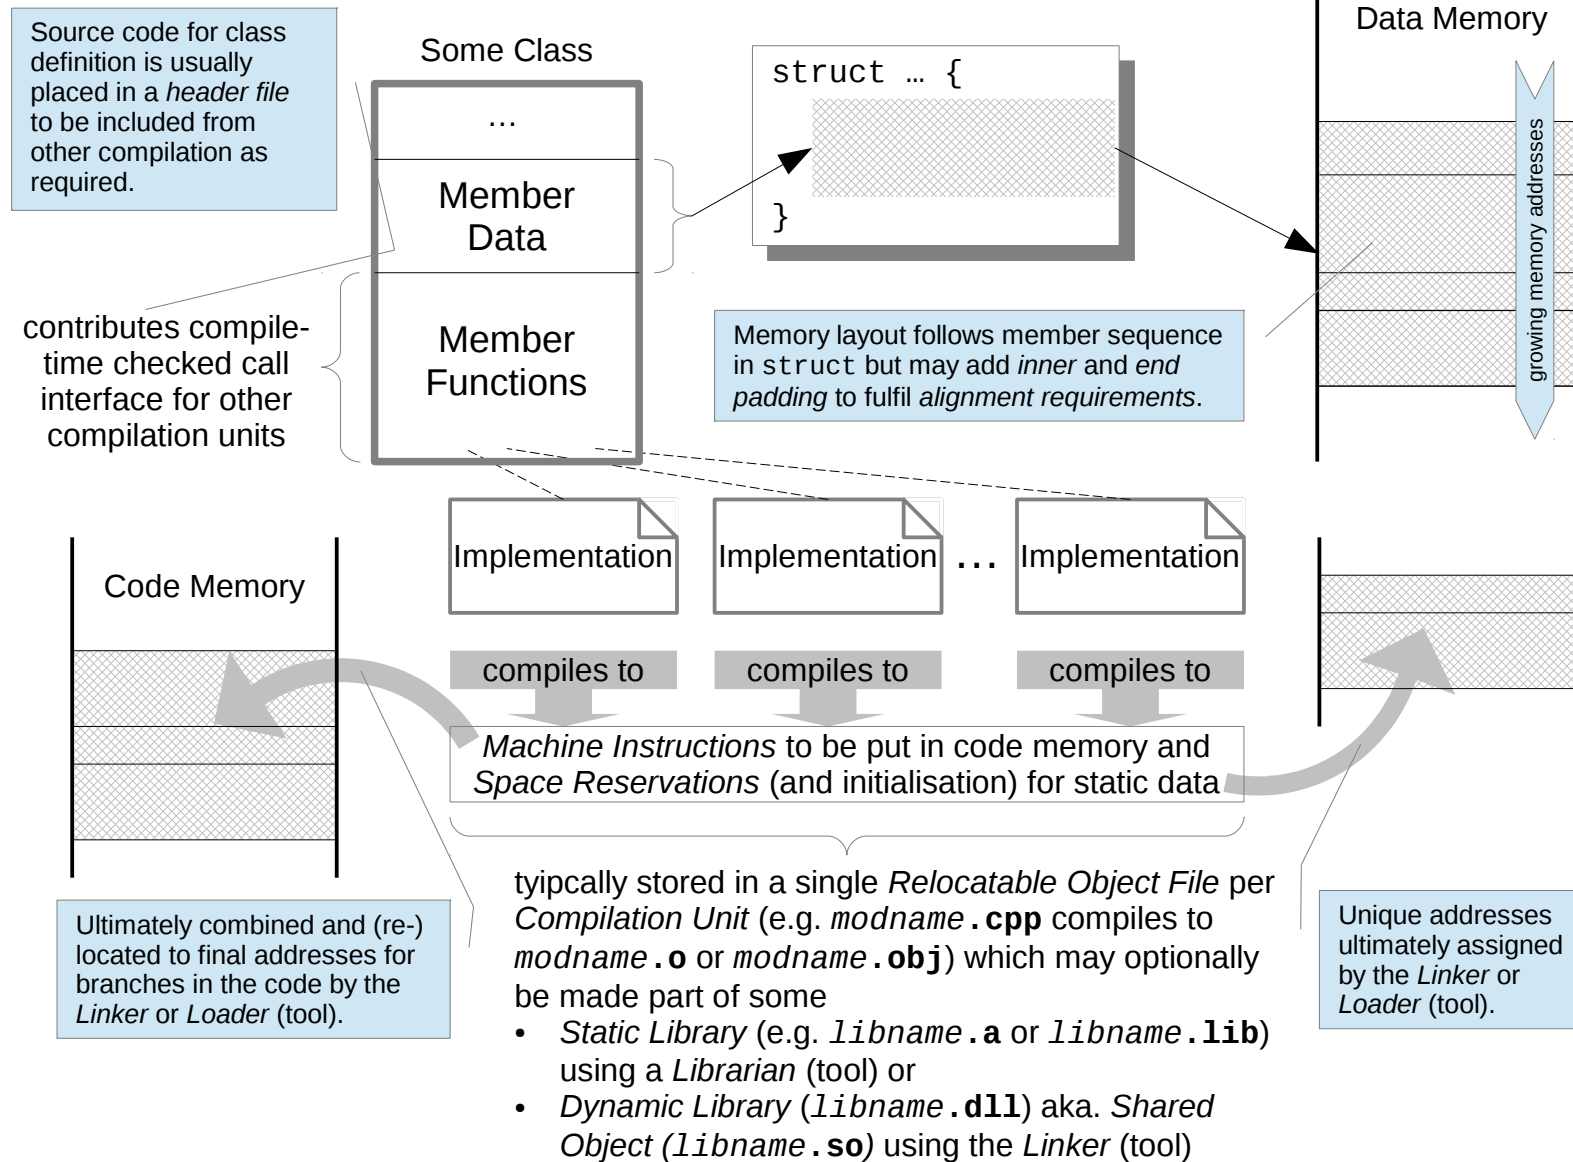 Source code for class
definition is usually
placed in a header file
to be included from
other compilation as
required.
Some Class
...
Member
Data
Member
Functions
struct … {
}
Data Memory
growing memory addresses
contributes compile-
time checked call
interface for other
compilation units
Memory layout follows member sequence
in struct but may add inner and end
padding to fulfil alignment requirements.
Implementation
Implementation
...
Implementation
Code Memory
compiles to
compiles to
compiles to
Machine Instructions to be put in code memory and
Space Reservations (and initialisation) for static data
tyipcally stored in a single Relocatable Object File per
Compilation Unit (e.g. modname.cpp compiles to
modname.o or modname.obj) which may optionally
be made part of some
• Static Library (e.g. libname.a or libname.lib)
using a Librarian (tool) or
• Dynamic Library (libname.dll) aka. Shared
Object (libname.so) using the Linker (tool)
Ultimately combined and (re-)
located to final addresses for
branches in the code by the
Linker or Loader (tool).
Unique addresses
ultimately assigned
by the Linker or
Loader (tool).